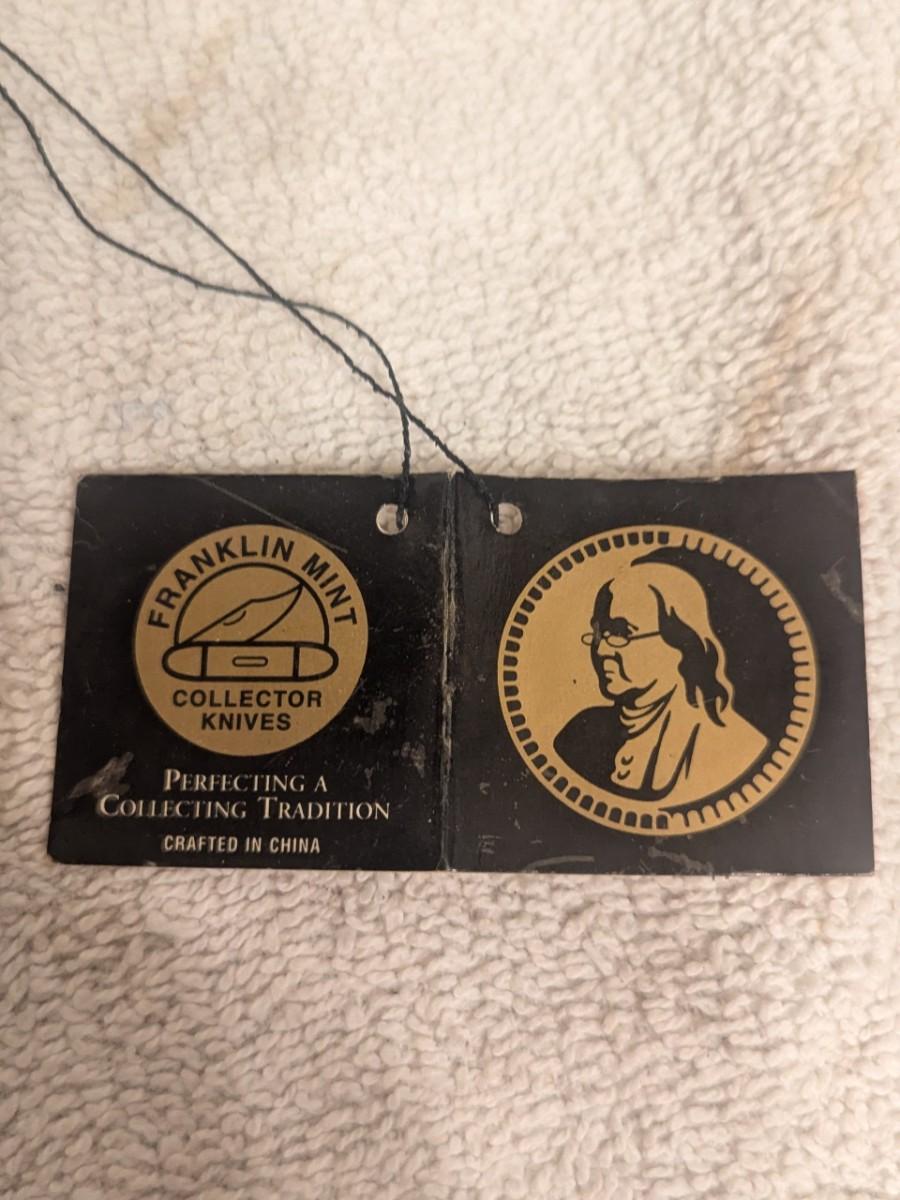 FRANKLIN MINT
COLLECTOR
KNIVES
PERFECTING A
COLLECTING TRADITION
CRAFTED IN CHINA